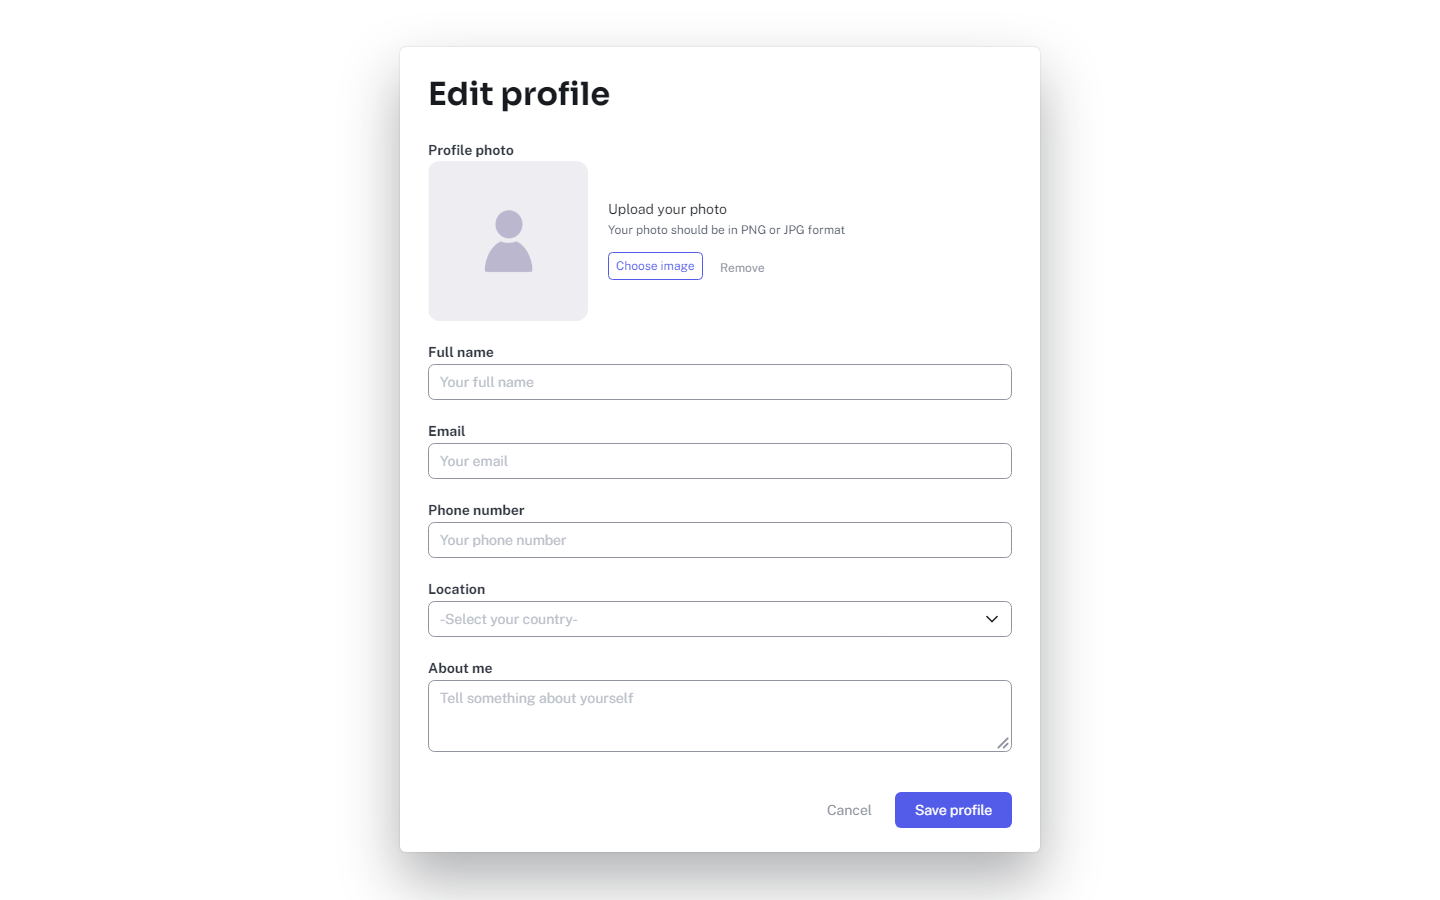 Edit profile
Profile photo
Upload your photo
Your photo should be in PNG or JPG format
Choose image
Remove
Full name
Your full name
Email
Your email
Phone number
Your phone number
Location
-Select your country-
About me
Tell something about yourself
Cancel
Save profile